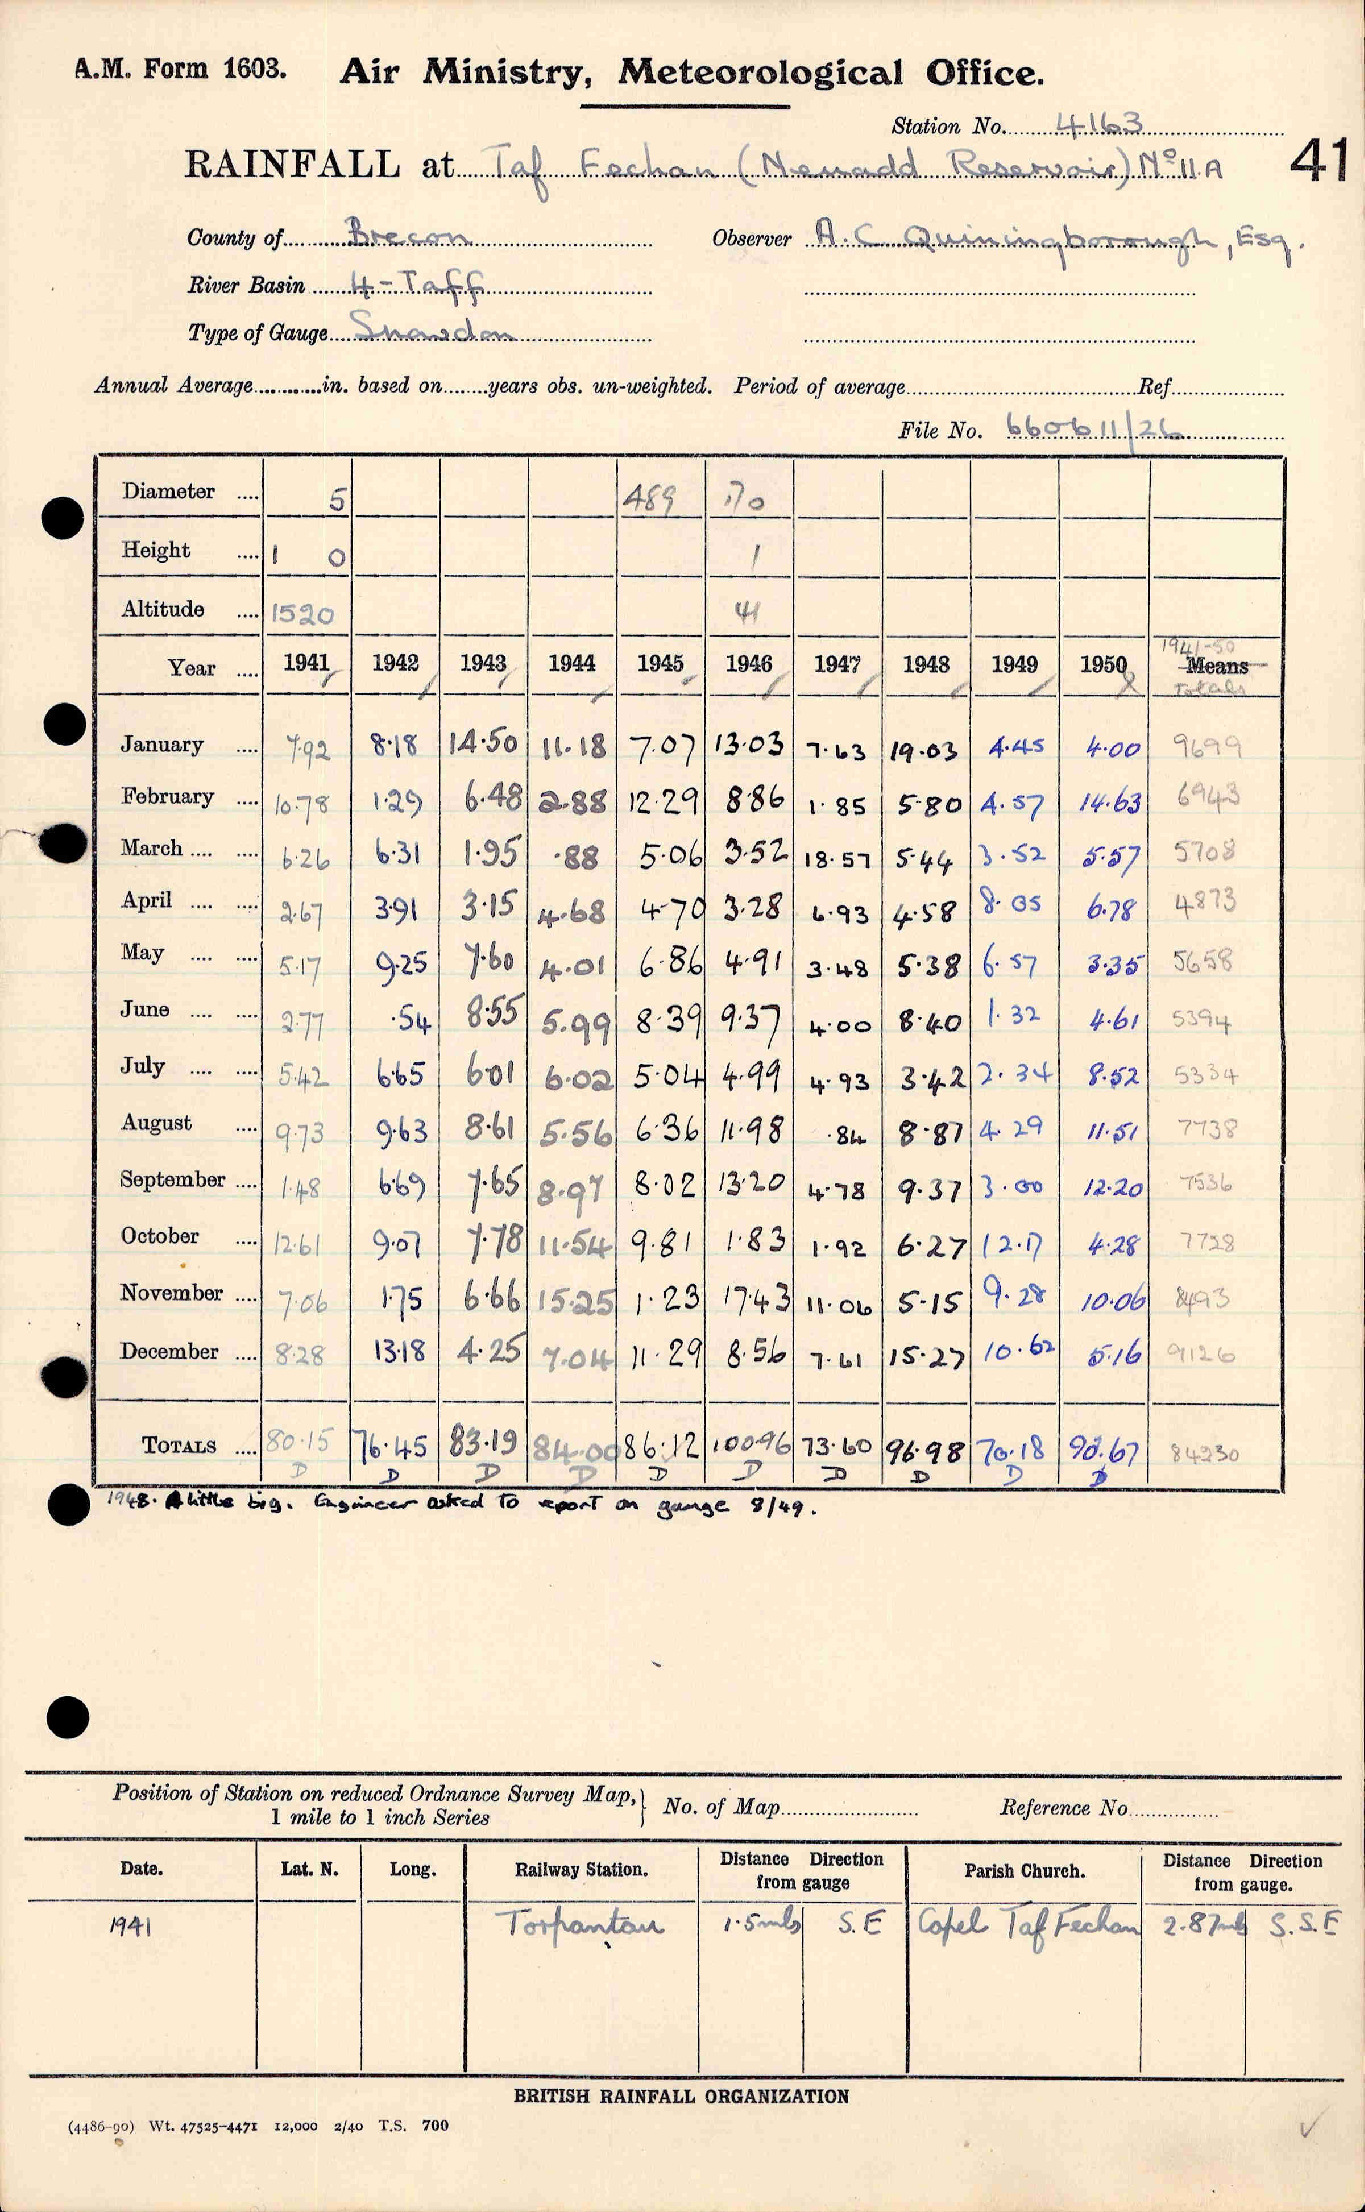 A.M. Form 1603. Air Ministry, Meteorological Office.
Station No. 4163
RAINFALL at Taf Fechan (Neuadd Reservoir) No 11A 41
County of Brecon Observer A.C. Quiningborough, Esq.
River Basin 4-Taff
Type of Gauge Snowdon
Annual Average in. based on years obs. un-weighted. Period of average Ref
File No. 660611/26
Diameter .... 5 489 170
Height .... 1 0 1
Altitude .... 1520 41
1941-50
Year .... 1941 1942 1943 1944 1945 1946 1947 1948 1949 1950 Means
Totals
January .... 7.92 8.18 14.50 11.18 7.07 13.03 7.63 19.03 4.45 4.00 9699
February .... 10.78 1.29 6.48 2.88 12.29 8.86 1.85 5.80 4.57 14.63 6943
March .... .... 6.26 6.31 1.95 .88 5.06 3.52 18.57 5.44 3.52 5.57 5708
April .... .... 2.67 3.91 3.15 4.68 4.70 3.28 6.93 4.58 8.05 6.78 4873
May .... .... 5.17 9.25 7.60 4.01 6.86 4.91 3.48 5.38 6.57 3.35 5658
June .... .... 2.77 .54 8.55 5.99 8.39 9.37 4.00 8.40 1.32 4.61 5394
July .... .... 5.42 6.65 6.01 6.02 5.04 4.99 4.93 3.42 2.34 8.52 5334
August .... 9.73 9.63 8.61 5.56 6.36 11.98 .84 8.87 4.29 11.51 7738
September .... 1.48 6.69 7.65 8.97 8.02 13.20 4.78 9.37 3.00 12.20 7536
October .... 12.61 9.07 7.78 11.54 9.81 1.83 1.92 6.27 12.17 4.28 7728
November .... 7.06 1.75 6.66 15.25 1.23 17.43 11.06 5.15 9.28 10.06 8493
December .... 8.28 13.18 4.25 7.04 11.29 8.56 7.61 15.27 10.62 5.16 9126
TOTALS .... 80.15 76.45 83.19 84.00 86.12 100.96 73.60 96.98 70.18 90.67 84230
D D D D D D D D D D
1948. A little big. Engineer asked to report on gauge 8/49.
Position of Station on reduced Ordnance Survey Map, 1 mile to 1 inch Series } No. of Map Reference No.
Date. Lat. N. Long. Railway Station. Distance Direction from gauge Parish Church. Distance Direction from gauge.
1941 Torpantau 1.5mls S.E Capel Taf Fechan 2.87mls S.S.E
BRITISH RAINFALL ORGANIZATION
(4486-90) Wt. 47525-4471 12,000 2/40 T.S. 700